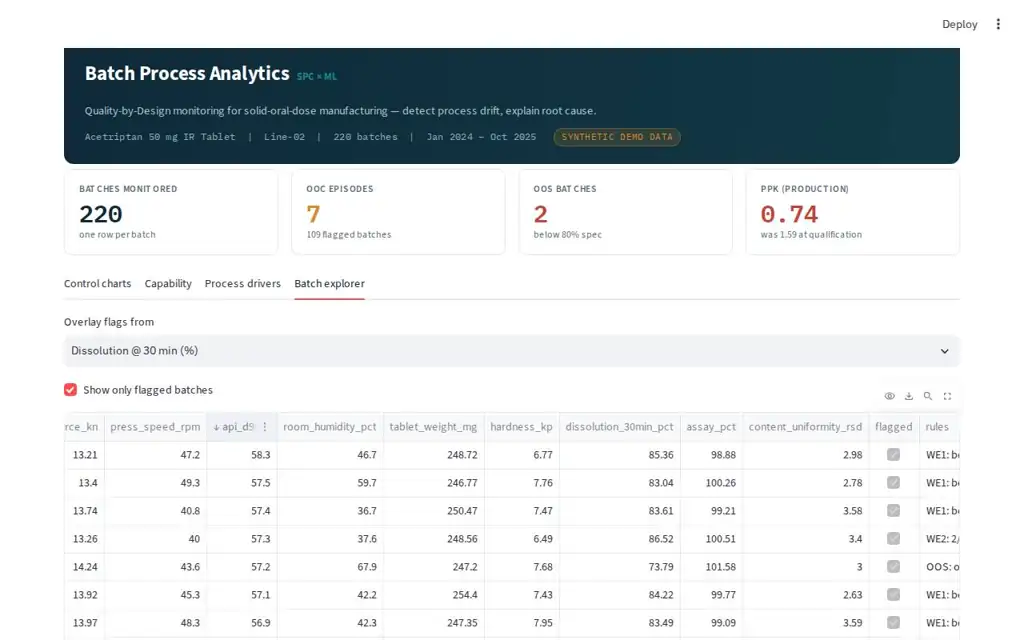 Deploy
Batch Process Analytics SPC × ML
Quality-by-Design monitoring for solid-oral-dose manufacturing — detect process drift, explain root cause.
Acetriptan 50 mg IR Tablet | Line-02 | 220 batches | Jan 2024 – Oct 2025 SYNTHETIC DEMO DATA
BATCHES MONITORED OOC EPISODES OOS BATCHES PPK (PRODUCTION)
220 7 2 0.74
one row per batch 109 flagged batches below 80% spec was 1.59 at qualification
Control charts Capability Process drivers Batch explorer
Overlay flags from
Dissolution @ 30 min (%)
Show only flagged batches
rce_kn press_speed_rpm ↓ api_d9 room_humidity_pct tablet_weight_mg hardness_kp dissolution_30min_pct assay_pct content_uniformity_rsd flagged rules
13.21 47.2 58.3 46.7 248.72 6.77 85.36 98.88 2.98 WE1: be
13.4 49.3 57.5 59.7 246.77 7.76 83.04 100.26 2.78 WE1: be
13.74 40.8 57.4 36.7 250.47 7.47 83.61 99.21 3.58 WE1: be
13.26 40 57.3 37.6 248.56 6.49 86.52 100.51 3.4 WE2: 2/
14.24 43.6 57.2 67.9 247.2 7.68 73.79 101.58 3 OOS: o
13.92 45.3 57.1 42.2 254.4 7.43 84.22 99.77 2.63 WE1: be
13.97 48.3 56.9 42.3 247.35 7.95 83.49 99.09 3.59 WE1: be